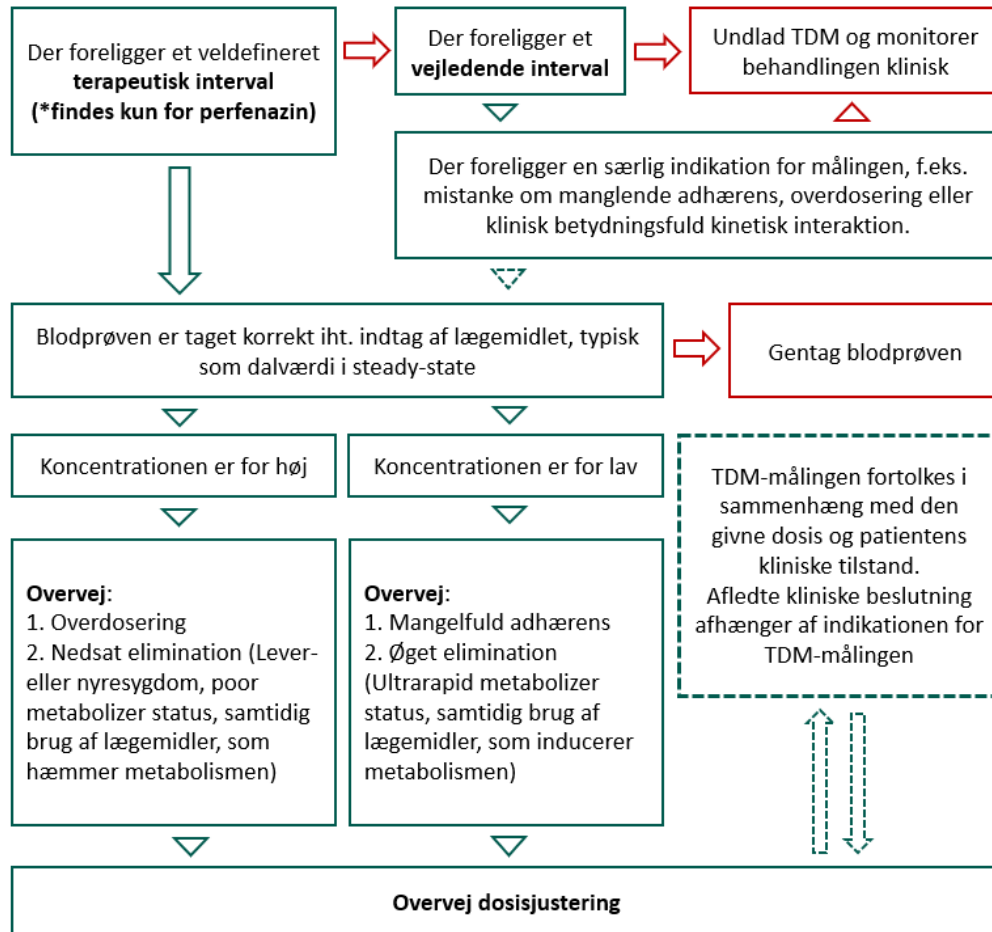 Der foreligger et veldefineret
terapeutisk interval
(*findes kun for perfenazin)
Der foreligger et
vejledende interval
Undlad TDM og monitorer
behandlingen klinisk
Der foreligger en særlig indikation for målingen, f.eks.
mistanke om manglende adhærens, overdosering eller
klinisk betydningsfuld kinetisk interaktion.
Blodprøven er taget korrekt iht. indtag af lægemidlet, typisk
som dalværdi i steady-state
Gentag blodprøven
Koncentrationen er for høj
Koncentrationen er for lav
TDM-målingen fortolkes i
sammenhæng med den
givne dosis og patientens
kliniske tilstand.
Afledte kliniske beslutning
afhænger af indikationen for
TDM-målingen
Overvej:
1. Overdosering
2. Nedsat elimination (Lever-
eller nyresygdom, poor
metabolizer status, samtidig
brug af lægemidler, som
hæmmer metabolismen)
Overvej:
1. Mangelfuld adhærens
2. Øget elimination
(Ultrarapid metabolizer
status, samtidig brug af
lægemidler, som inducerer
metabolismen)
Overvej dosisjustering